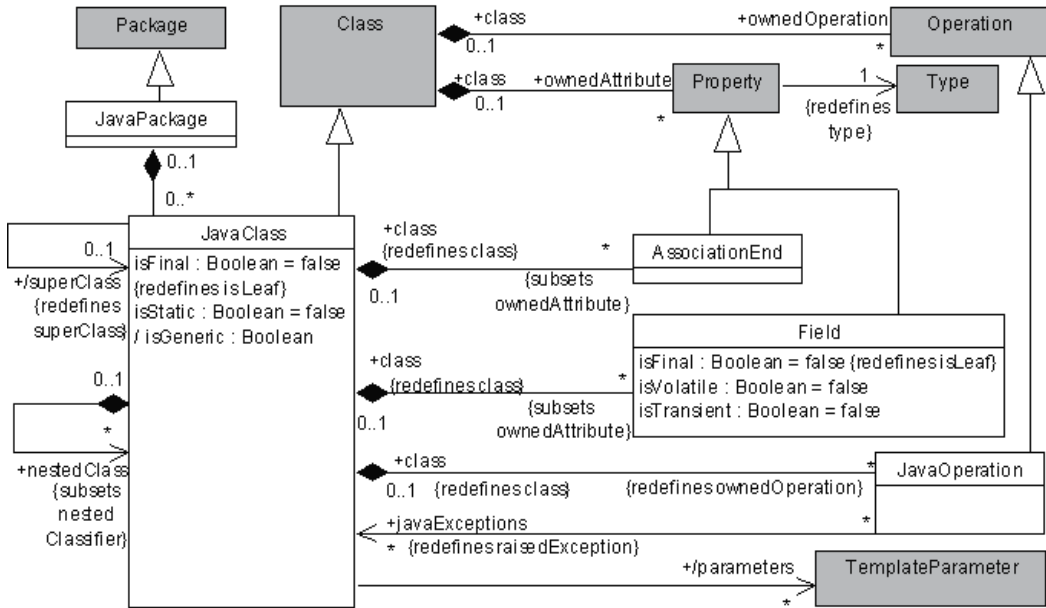 Package
Class
+class
0..1
+ownedOperation
*
Operation
+class
0..1
+ownedAttribute
*
Property
1
{redefines
type}
Type
JavaPackage
0..1
0..*
JavaClass
isFinal : Boolean = false
{redefines isLeaf}
isStatic : Boolean = false
/ isGeneric : Boolean
0..1
+/superClass
{redefines
superClass}
0..1
*
+nestedClass
{subsets
nested
Classifier}
+class
{redefines class}
0..1
*
{subsets
ownedAttribute}
AssociationEnd
Field
isFinal : Boolean = false {redefines isLeaf}
isVolatile : Boolean = false
isTransient : Boolean = false
+class
{redefines class}
0..1
*
{subsets
ownedAttribute}
+class
0..1
{redefines class}
*
{redefines ownedOperation}
JavaOperation
+javaExceptions
*
{redefines raisedException}
*
+/parameters
*
TemplateParameter